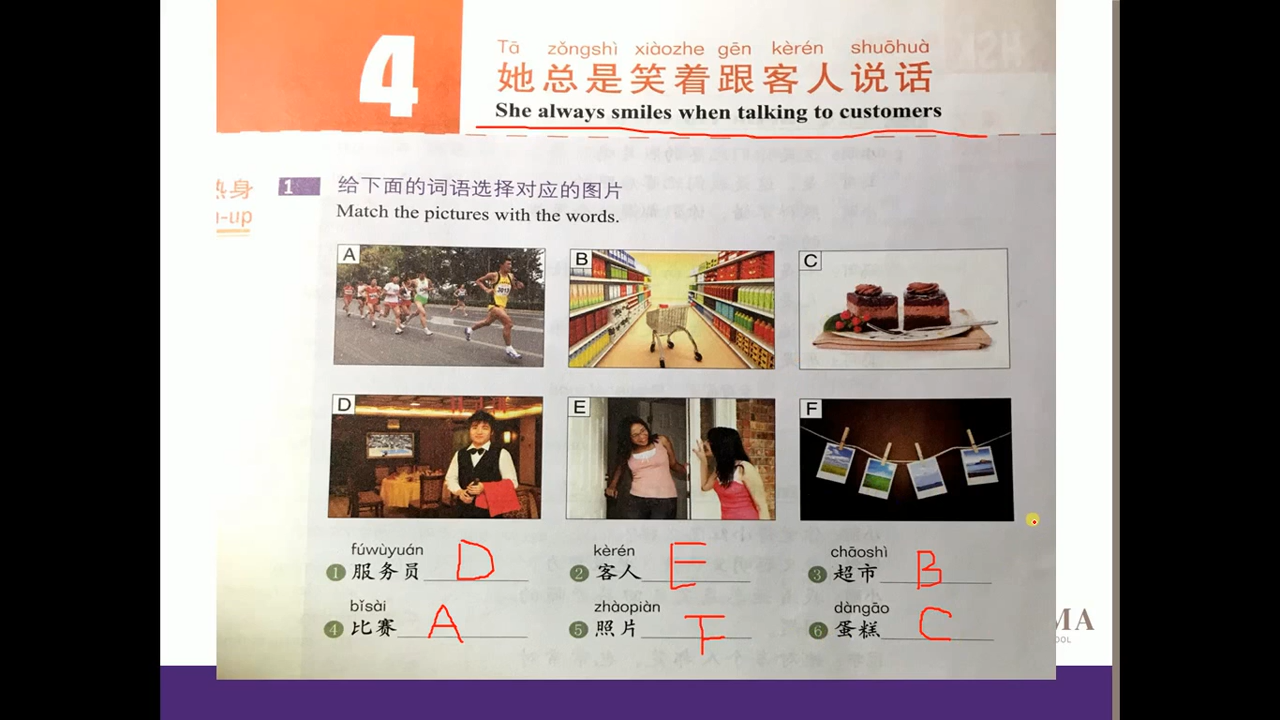 4
Tā zǒngshì xiàozhe gēn kèrén shuōhuà
她总是笑着跟客人说话
She always smiles when talking to customers
热身
-up
1 给下面的词语选择对应的图片
Match the pictures with the words.
A B C
D E F
fúwùyuán kèrén chāoshì
1 服务员 D 2 客人 E 3 超市 B
bǐsài zhàopiàn dàngāo
4 比赛 A 5 照片 F 6 蛋糕 C
MA
OOL